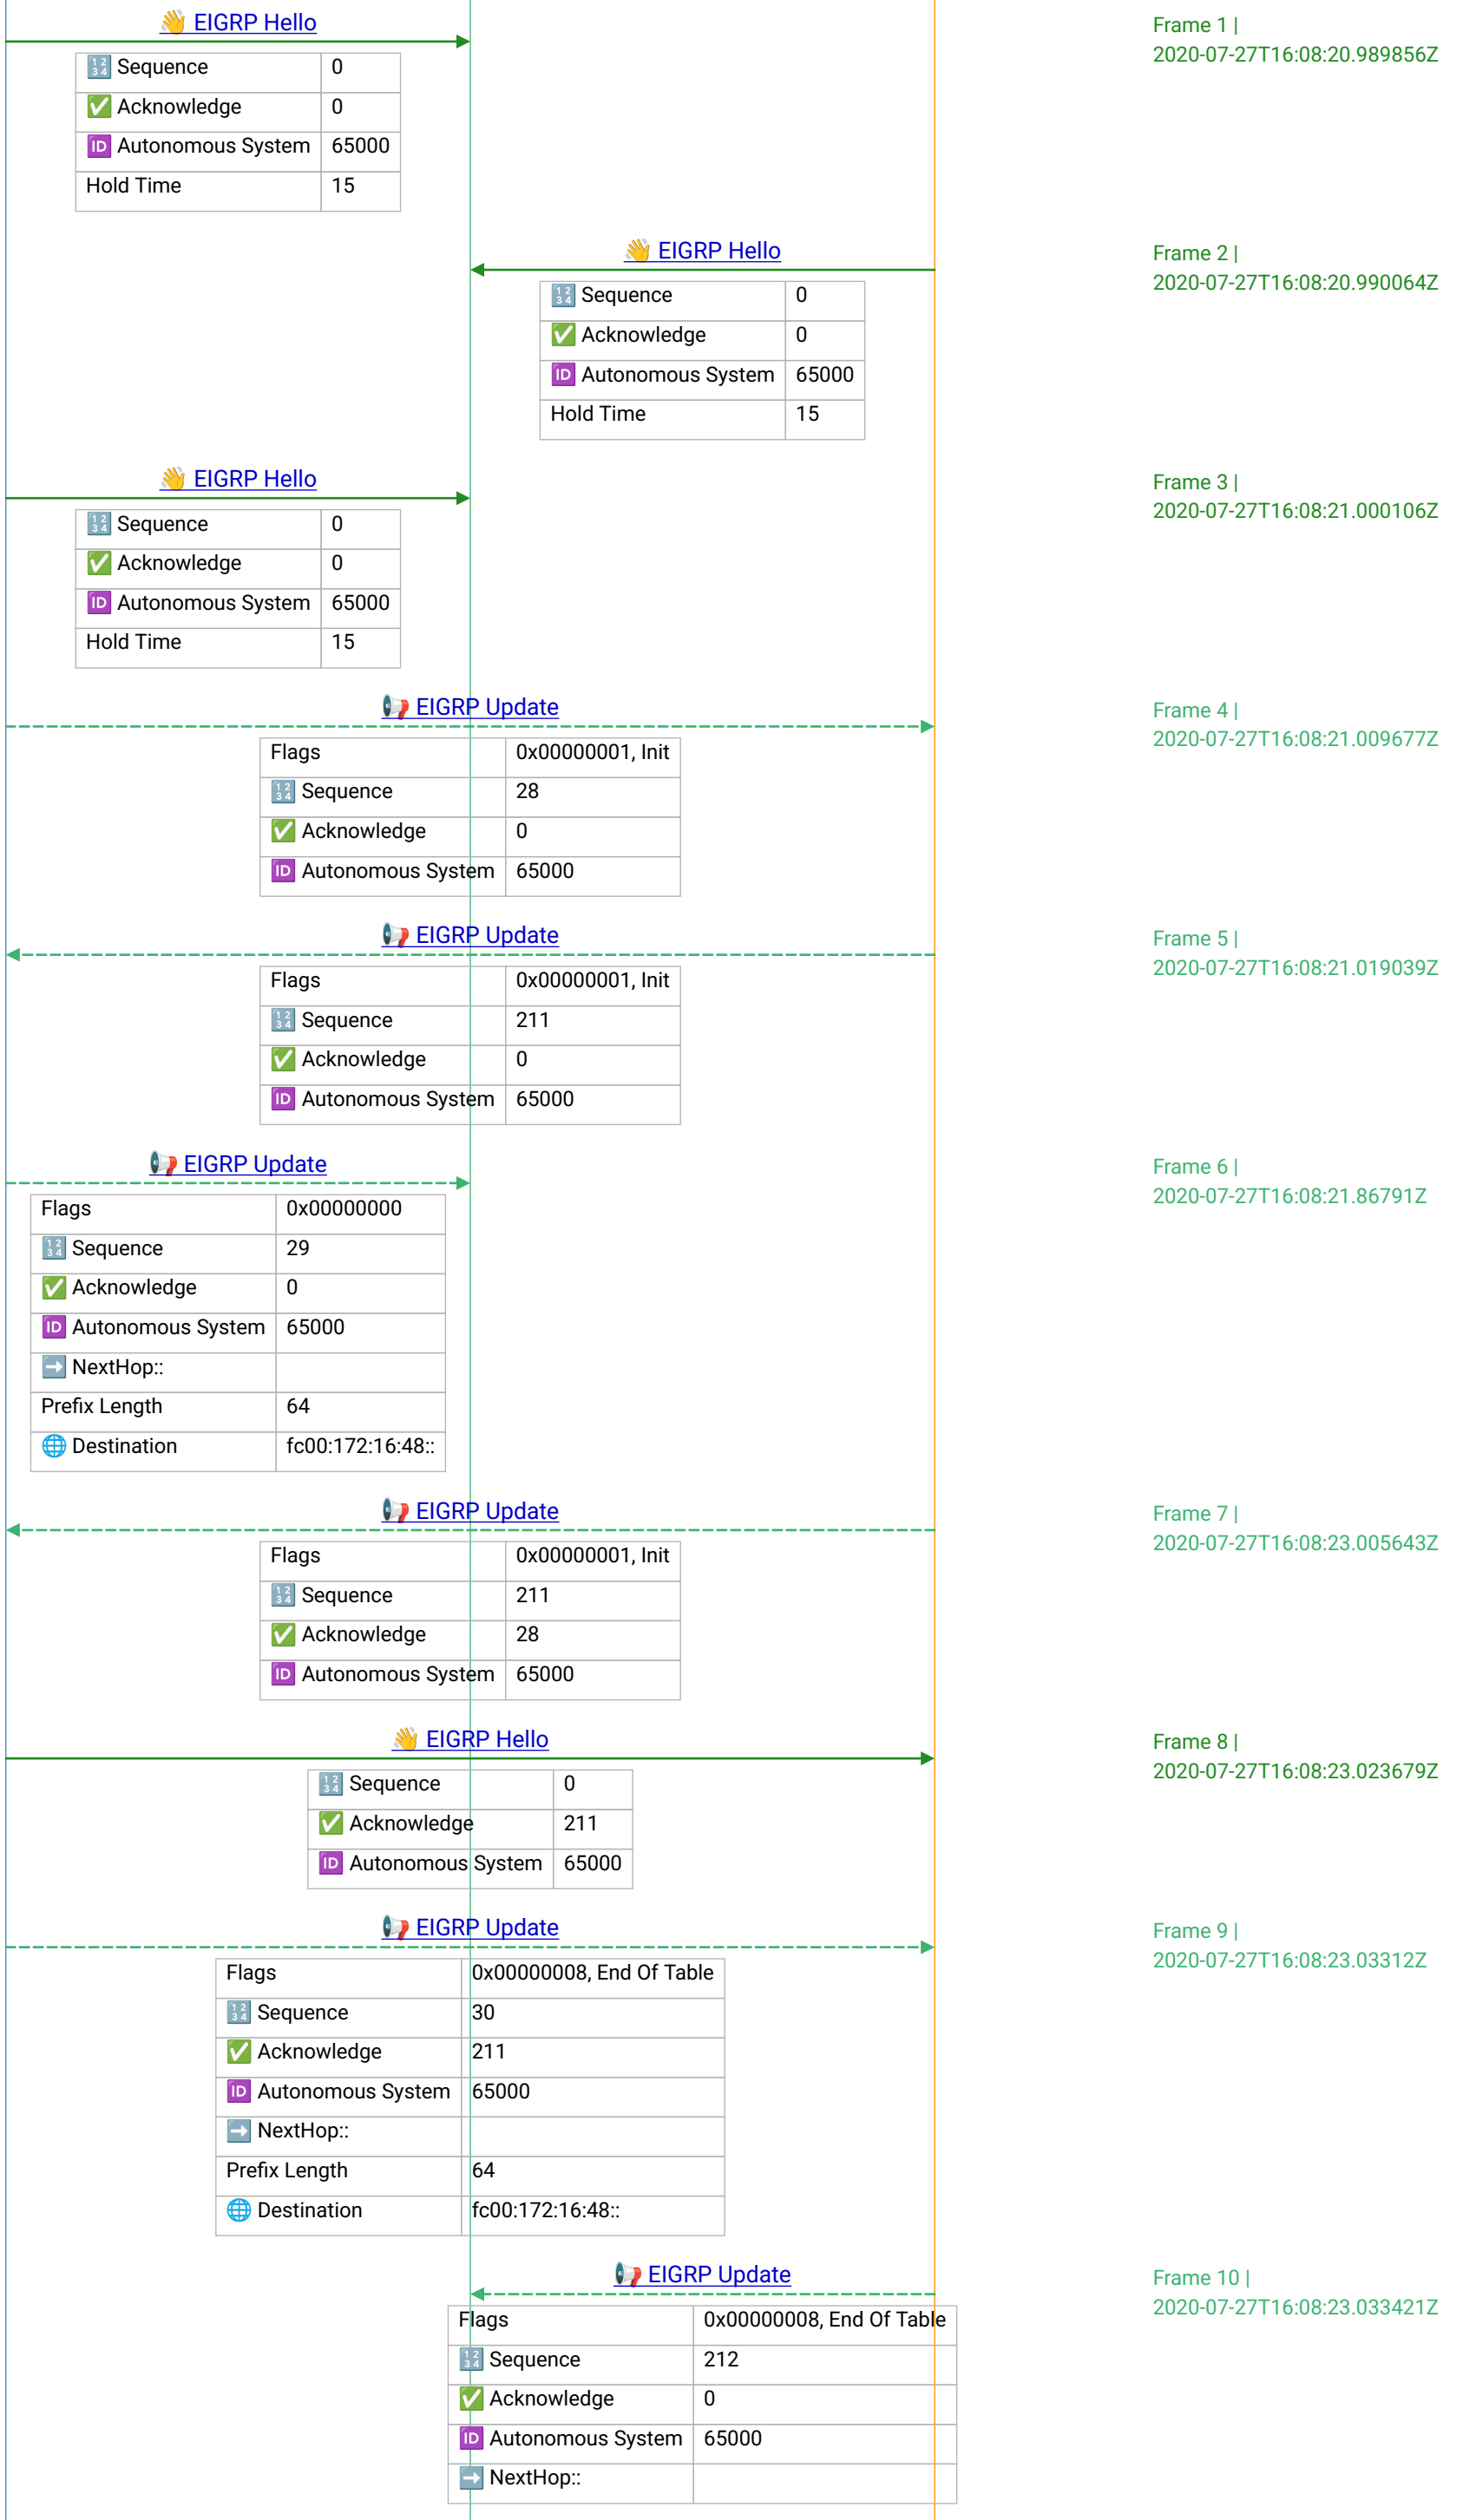 👋 EIGRP Hello
Frame 1 |
2020-07-27T16:08:20.989856Z
🔢 Sequence 0
✅ Acknowledge 0
🆔 Autonomous System 65000
Hold Time 15
👋 EIGRP Hello
Frame 2 |
2020-07-27T16:08:20.990064Z
🔢 Sequence 0
✅ Acknowledge 0
🆔 Autonomous System 65000
Hold Time 15
👋 EIGRP Hello
Frame 3 |
2020-07-27T16:08:21.000106Z
🔢 Sequence 0
✅ Acknowledge 0
🆔 Autonomous System 65000
Hold Time 15
📢 EIGRP Update
Frame 4 |
2020-07-27T16:08:21.009677Z
Flags 0x00000001, Init
🔢 Sequence 28
✅ Acknowledge 0
🆔 Autonomous System 65000
📢 EIGRP Update
Frame 5 |
2020-07-27T16:08:21.019039Z
Flags 0x00000001, Init
🔢 Sequence 211
✅ Acknowledge 0
🆔 Autonomous System 65000
📢 EIGRP Update
Frame 6 |
2020-07-27T16:08:21.86791Z
Flags 0x00000000
🔢 Sequence 29
✅ Acknowledge 0
🆔 Autonomous System 65000
➡️ NextHop::
Prefix Length 64
🌐 Destination fc00:172:16:48::
📢 EIGRP Update
Frame 7 |
2020-07-27T16:08:23.005643Z
Flags 0x00000001, Init
🔢 Sequence 211
✅ Acknowledge 28
🆔 Autonomous System 65000
👋 EIGRP Hello
Frame 8 |
2020-07-27T16:08:23.023679Z
🔢 Sequence 0
✅ Acknowledge 211
🆔 Autonomous System 65000
📢 EIGRP Update
Frame 9 |
2020-07-27T16:08:23.03312Z
Flags 0x00000008, End Of Table
🔢 Sequence 30
✅ Acknowledge 211
🆔 Autonomous System 65000
➡️ NextHop::
Prefix Length 64
🌐 Destination fc00:172:16:48::
📢 EIGRP Update
Frame 10 |
2020-07-27T16:08:23.033421Z
Flags 0x00000008, End Of Table
🔢 Sequence 212
✅ Acknowledge 0
🆔 Autonomous System 65000
➡️ NextHop::